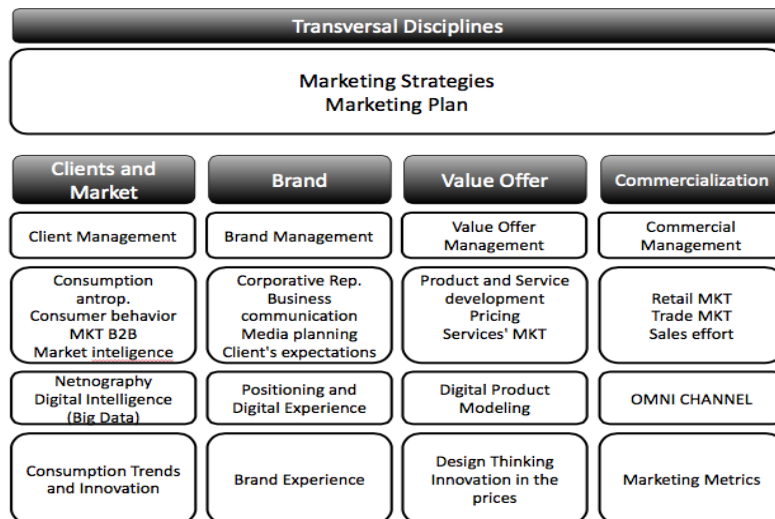 Transversal Disciplines
Marketing Strategies
Marketing Plan
Clients and
Market
Brand
Value Offer
Commercialization
Client Management
Brand Management
Value Offer
Management
Commercial
Management
Consumption
antrop.
Consumer behavior
MKT B2B
Market inteligence
Corporative Rep.
Business
communication
Media planning
Client's expectations
Product and Service
development
Pricing
Services' MKT
Retail MKT
Trade MKT
Sales effort
Netnography
Digital Intelligence
(Big Data)
Positioning and
Digital Experience
Digital Product
Modeling
OMNI CHANNEL
Consumption Trends
and Innovation
Brand Experience
Design Thinking
Innovation in the
prices
Marketing Metrics